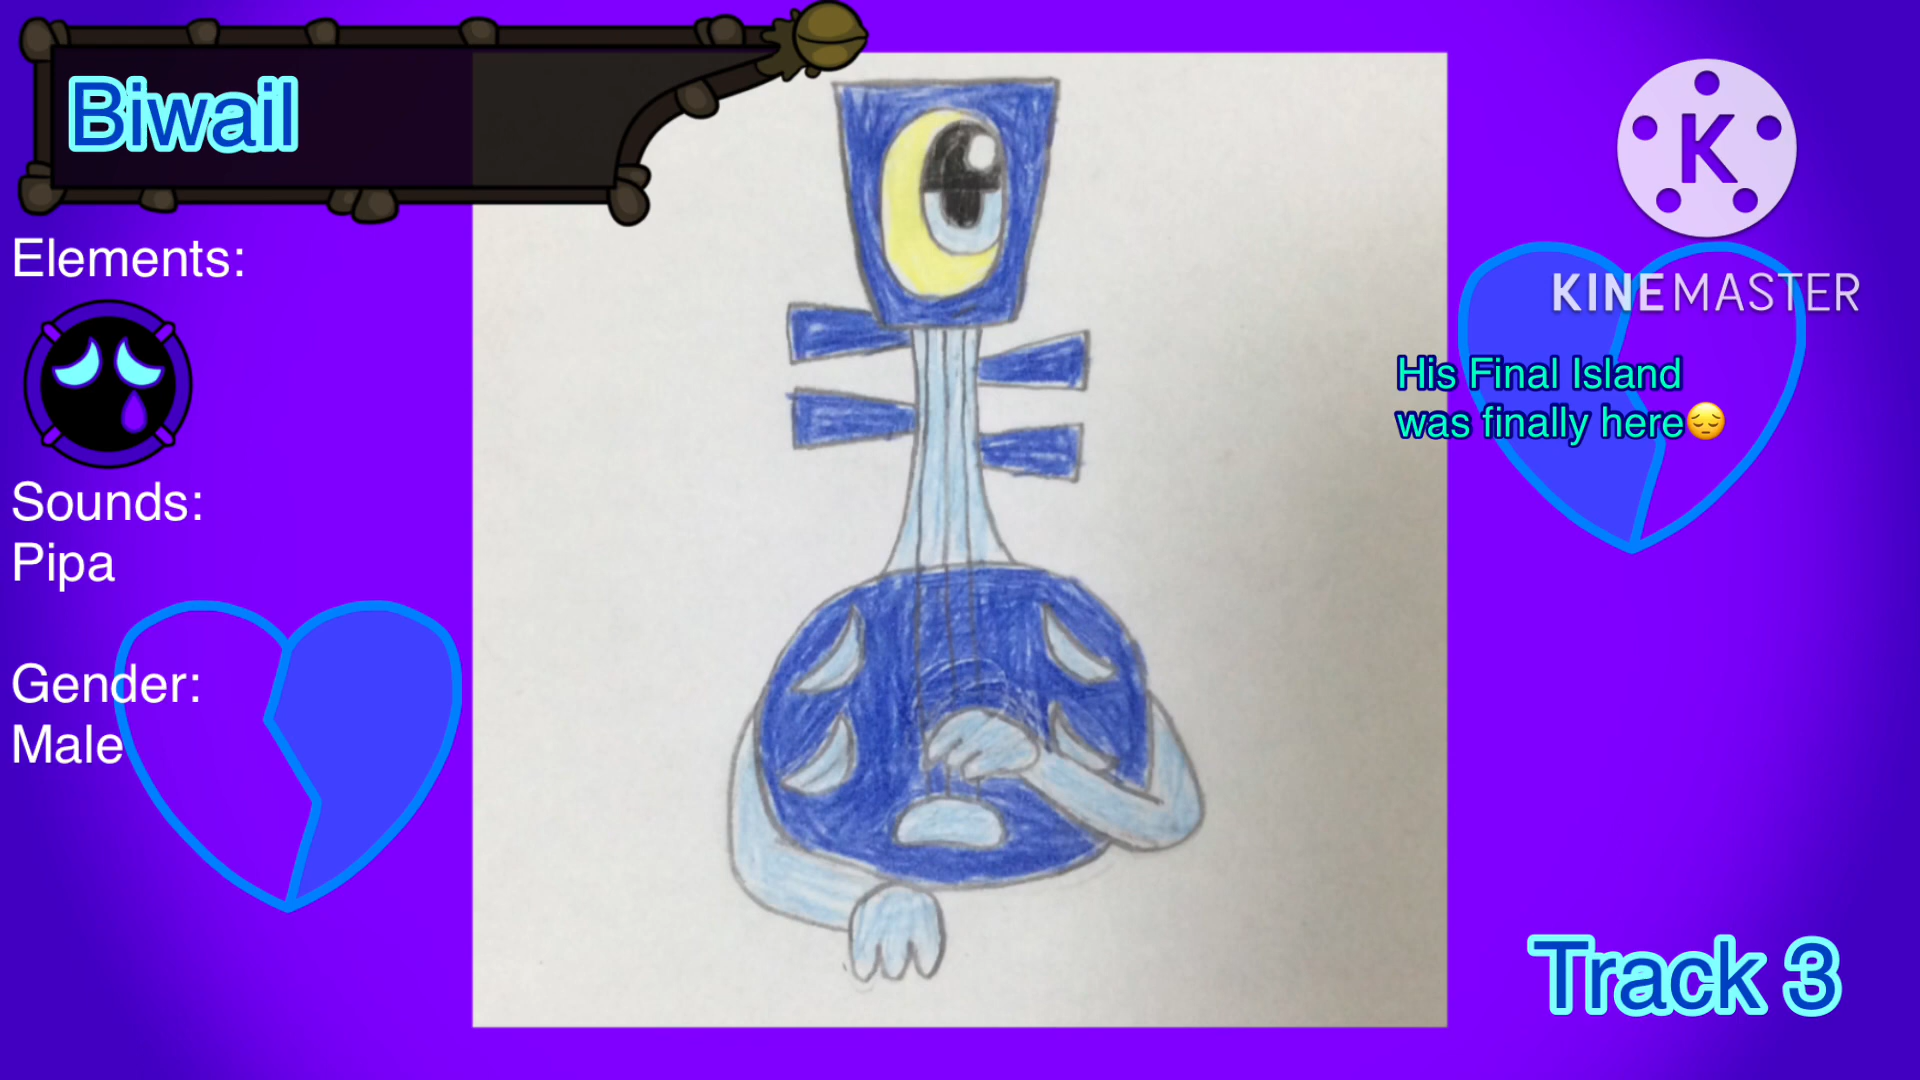 Biwail
Elements:
Sounds:
Pipa
Gender:
Male
K
KINEMASTER
His Final Island
was finally here😔
Track 3